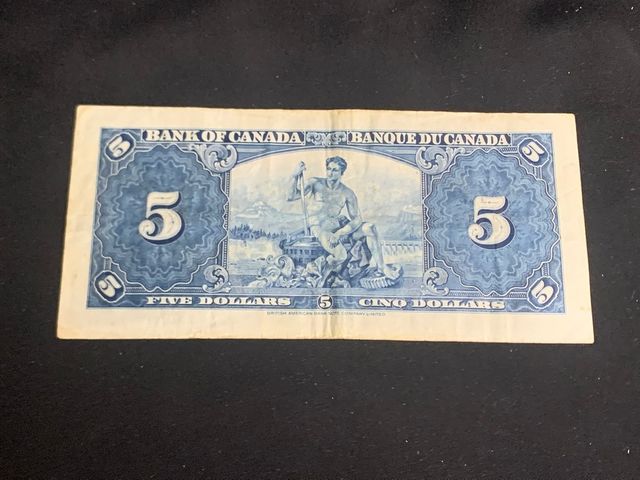 BANK OF CANADA BANQUE DU CANADA
5 5
5 5
5 5
FIVE DOLLARS 5 CINQ DOLLARS
BRITISH AMERICAN BANK NOTE COMPANY LIMITED